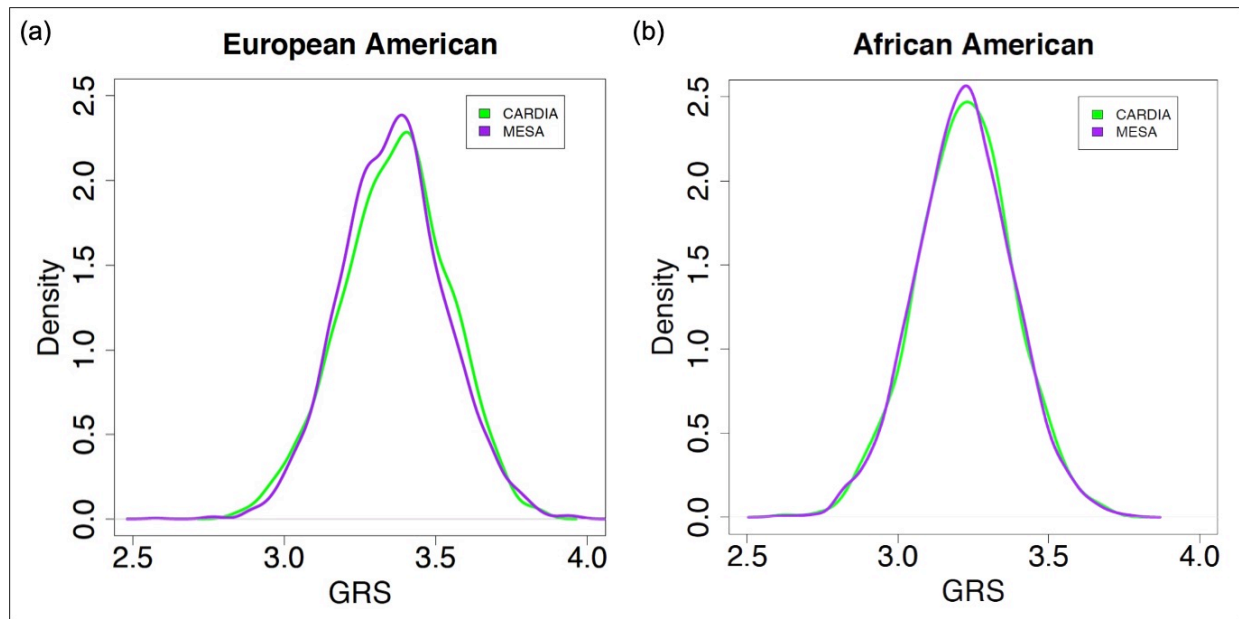 (a)
European American
2.5
2.0
1.5
1.0
0.5
0.0
Density
CARDIA
MESA
2.5 3.0 3.5 4.0
GRS
(b)
African American
2.5
2.0
1.5
1.0
0.5
0.0
Density
CARDIA
MESA
2.5 3.0 3.5 4.0
GRS